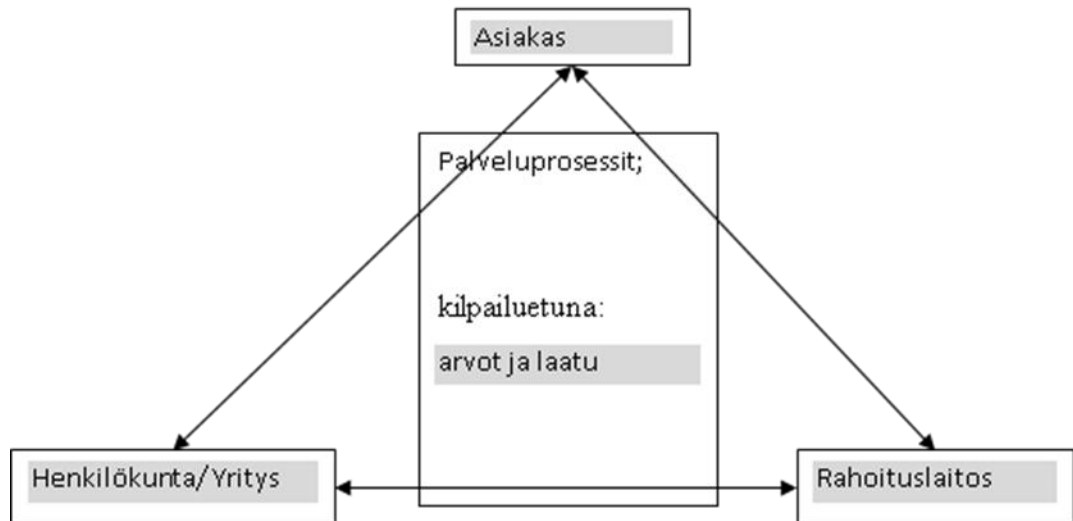 Asiakas
Palveluprosessit;
kilpailuetuna:
arvot ja laatu
Henkilökunta/Yritys
Rahoituslaitos